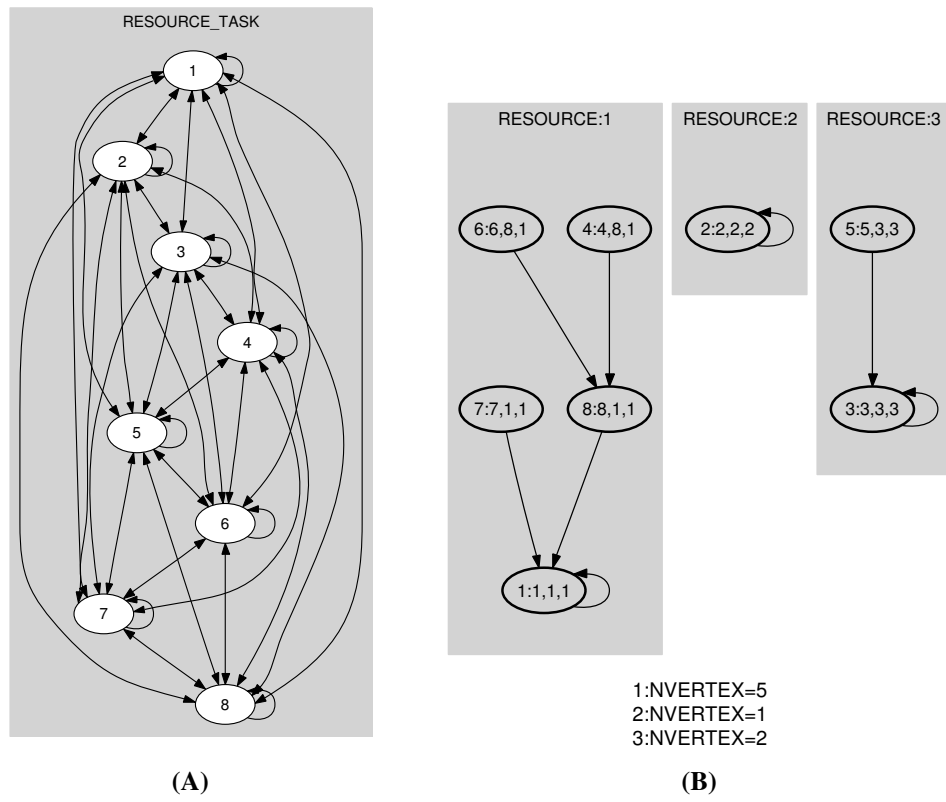 RESOURCE_TASK
1
2
3
4
5
6
7
8
(A)
RESOURCE:1
RESOURCE:2
RESOURCE:3
6:6,8,1
4:4,8,1
2:2,2,2
5:5,3,3
7:7,1,1
8:8,1,1
3:3,3,3
1:1,1,1
1:NVERTEX=5
2:NVERTEX=1
3:NVERTEX=2
(B)